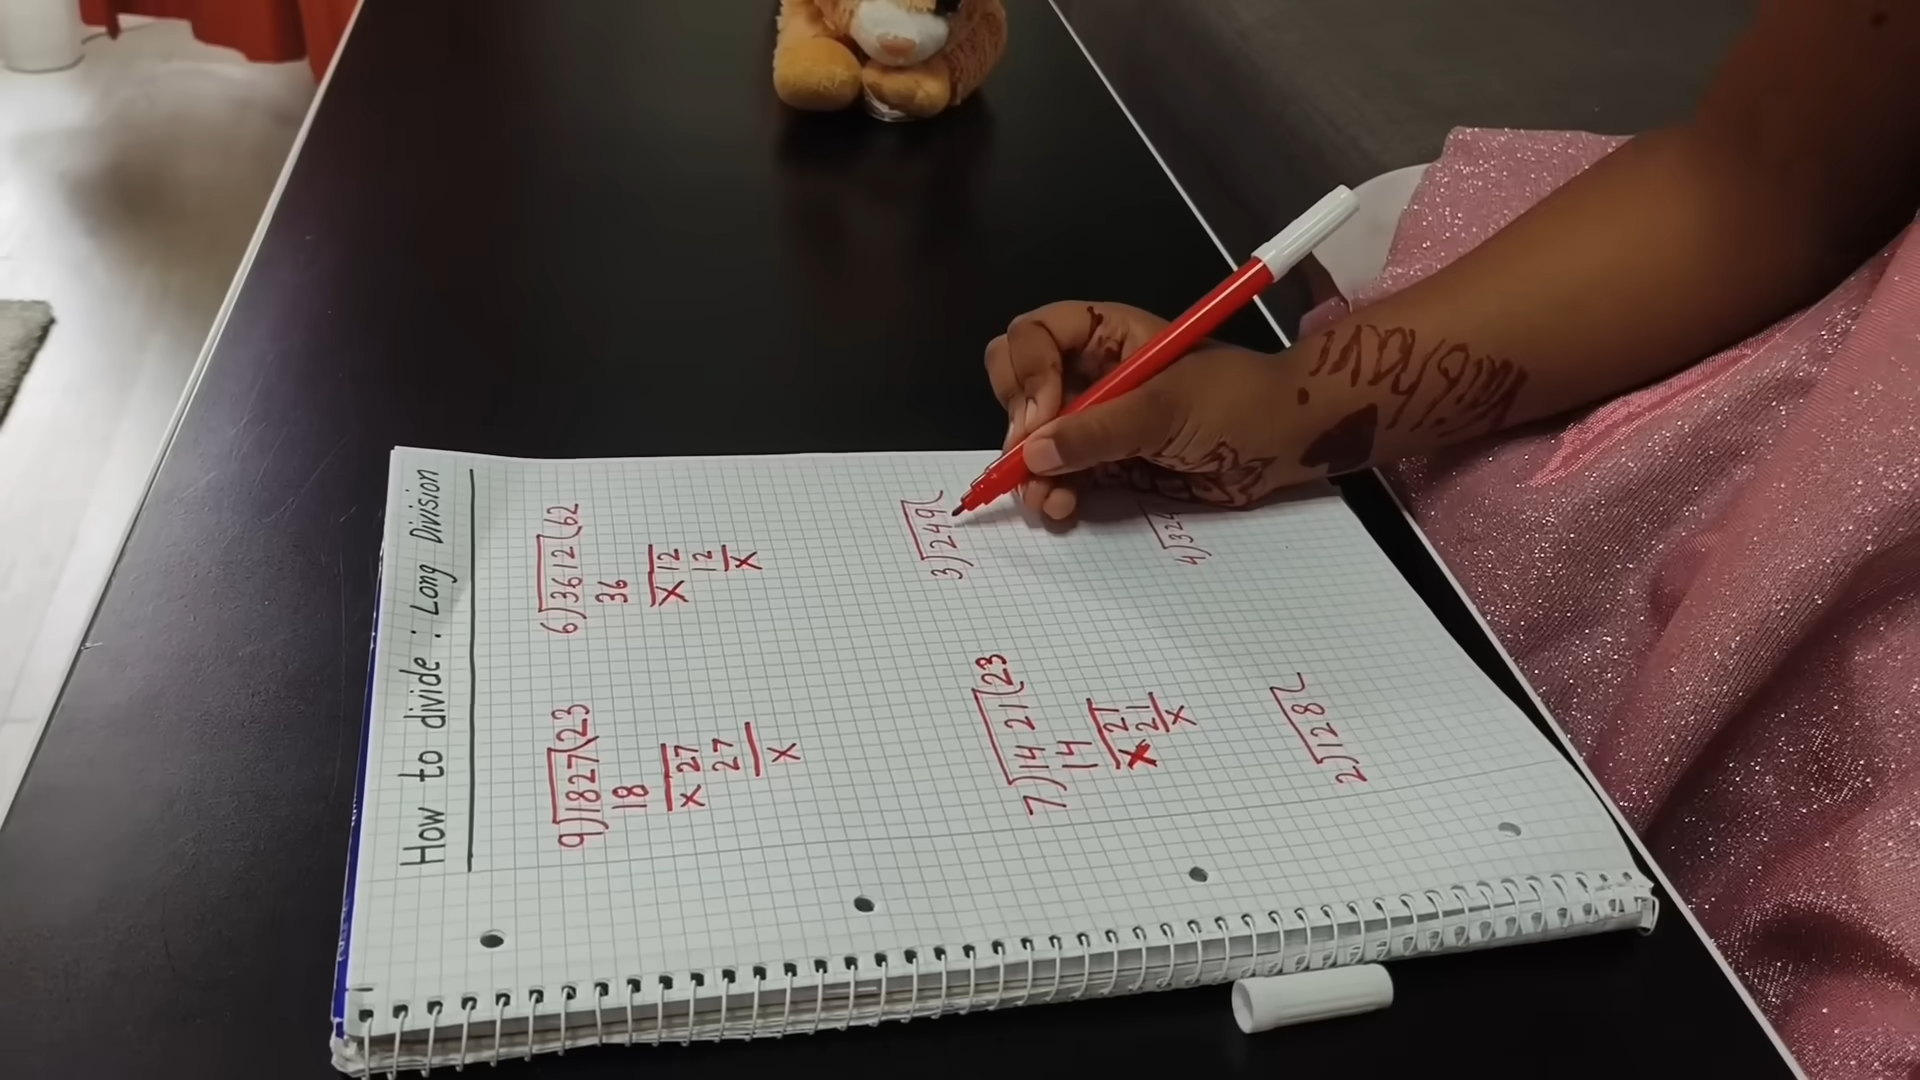 How to divide : Long Division
9)1827(23
18
x 27
27
x
6)3612(62
36
x 12
12
x
7)14 21(23
14
x 21
21
x
3)249(
2)128(
4)324